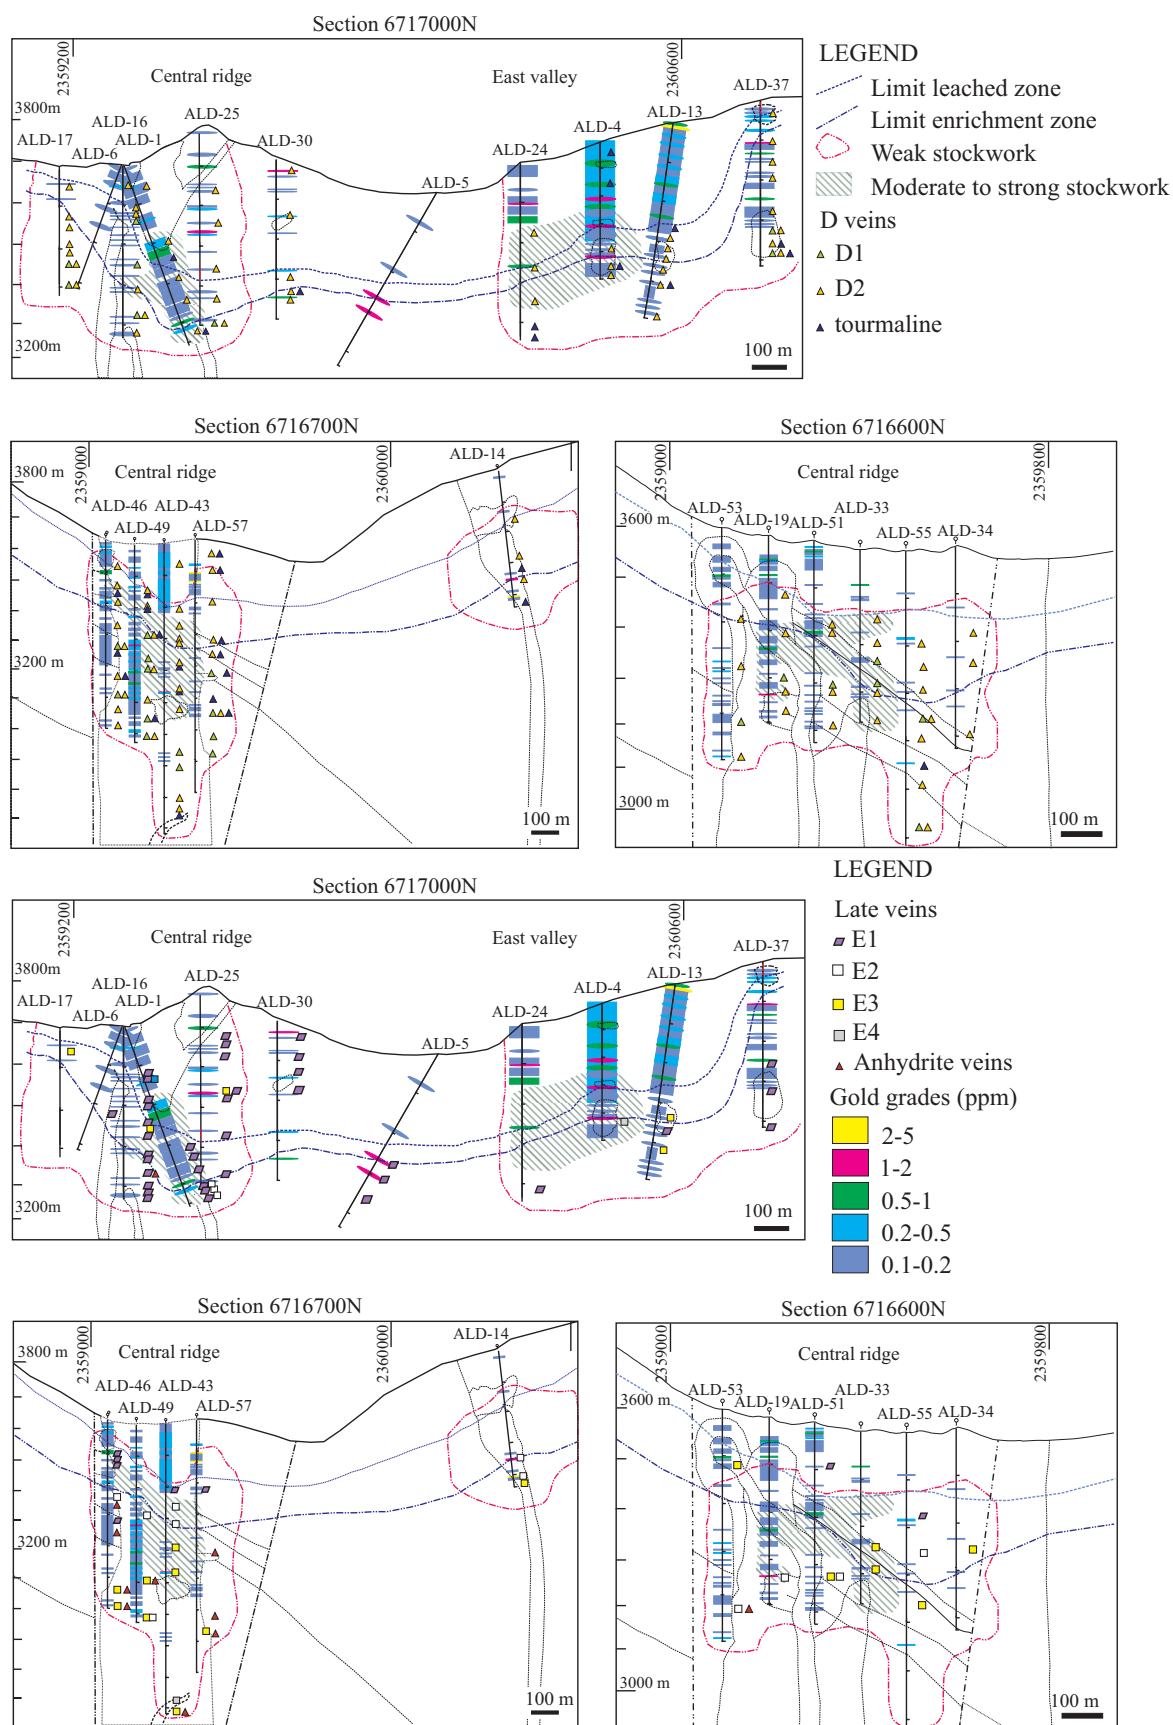 Section 6717000N
2359200
2360600
Central ridge
East valley
3800m
3200m
ALD-17
ALD-16
ALD-6
ALD-1
ALD-25
ALD-30
ALD-5
ALD-24
ALD-4
ALD-13
ALD-37
100 m
LEGEND
Limit leached zone
Limit enrichment zone
Weak stockwork
Moderate to strong stockwork
D veins
D1
D2
tourmaline
Section 6716700N
2359000
2360000
3800 m
3200 m
Central ridge
ALD-46
ALD-43
ALD-49
ALD-57
ALD-14
100 m
Section 6716600N
2359000
2359800
Central ridge
3600 m
3000 m
ALD-53
ALD-19
ALD-51
ALD-33
ALD-55
ALD-34
100 m
Section 6717000N
2359200
2360600
Central ridge
East valley
3800m
3200m
ALD-17
ALD-16
ALD-6
ALD-1
ALD-25
ALD-30
ALD-5
ALD-24
ALD-4
ALD-13
ALD-37
100 m
LEGEND
Late veins
E1
E2
E3
E4
Anhydrite veins
Gold grades (ppm)
2-5
1-2
0.5-1
0.2-0.5
0.1-0.2
Section 6716700N
2359000
2360000
3800 m
3200 m
Central ridge
ALD-46
ALD-43
ALD-49
ALD-57
ALD-14
100 m
Section 6716600N
2359000
2359800
Central ridge
3600 m
3000 m
ALD-53
ALD-19
ALD-51
ALD-33
ALD-55
ALD-34
100 m